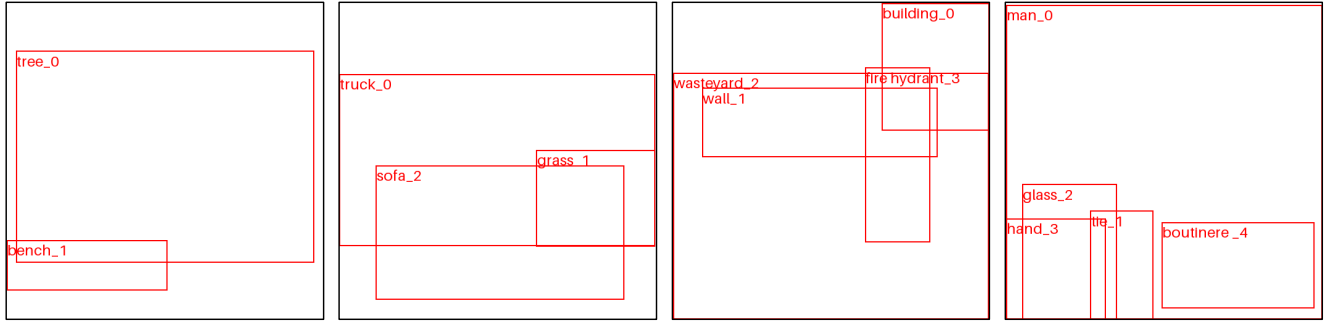 tree_0
bench_1
truck_0
grass_1
sofa_2
building_0
wasteyard_2
fire hydrant_3
wall_1
man_0
glass_2
hand_3
tie_1
boutinere _4